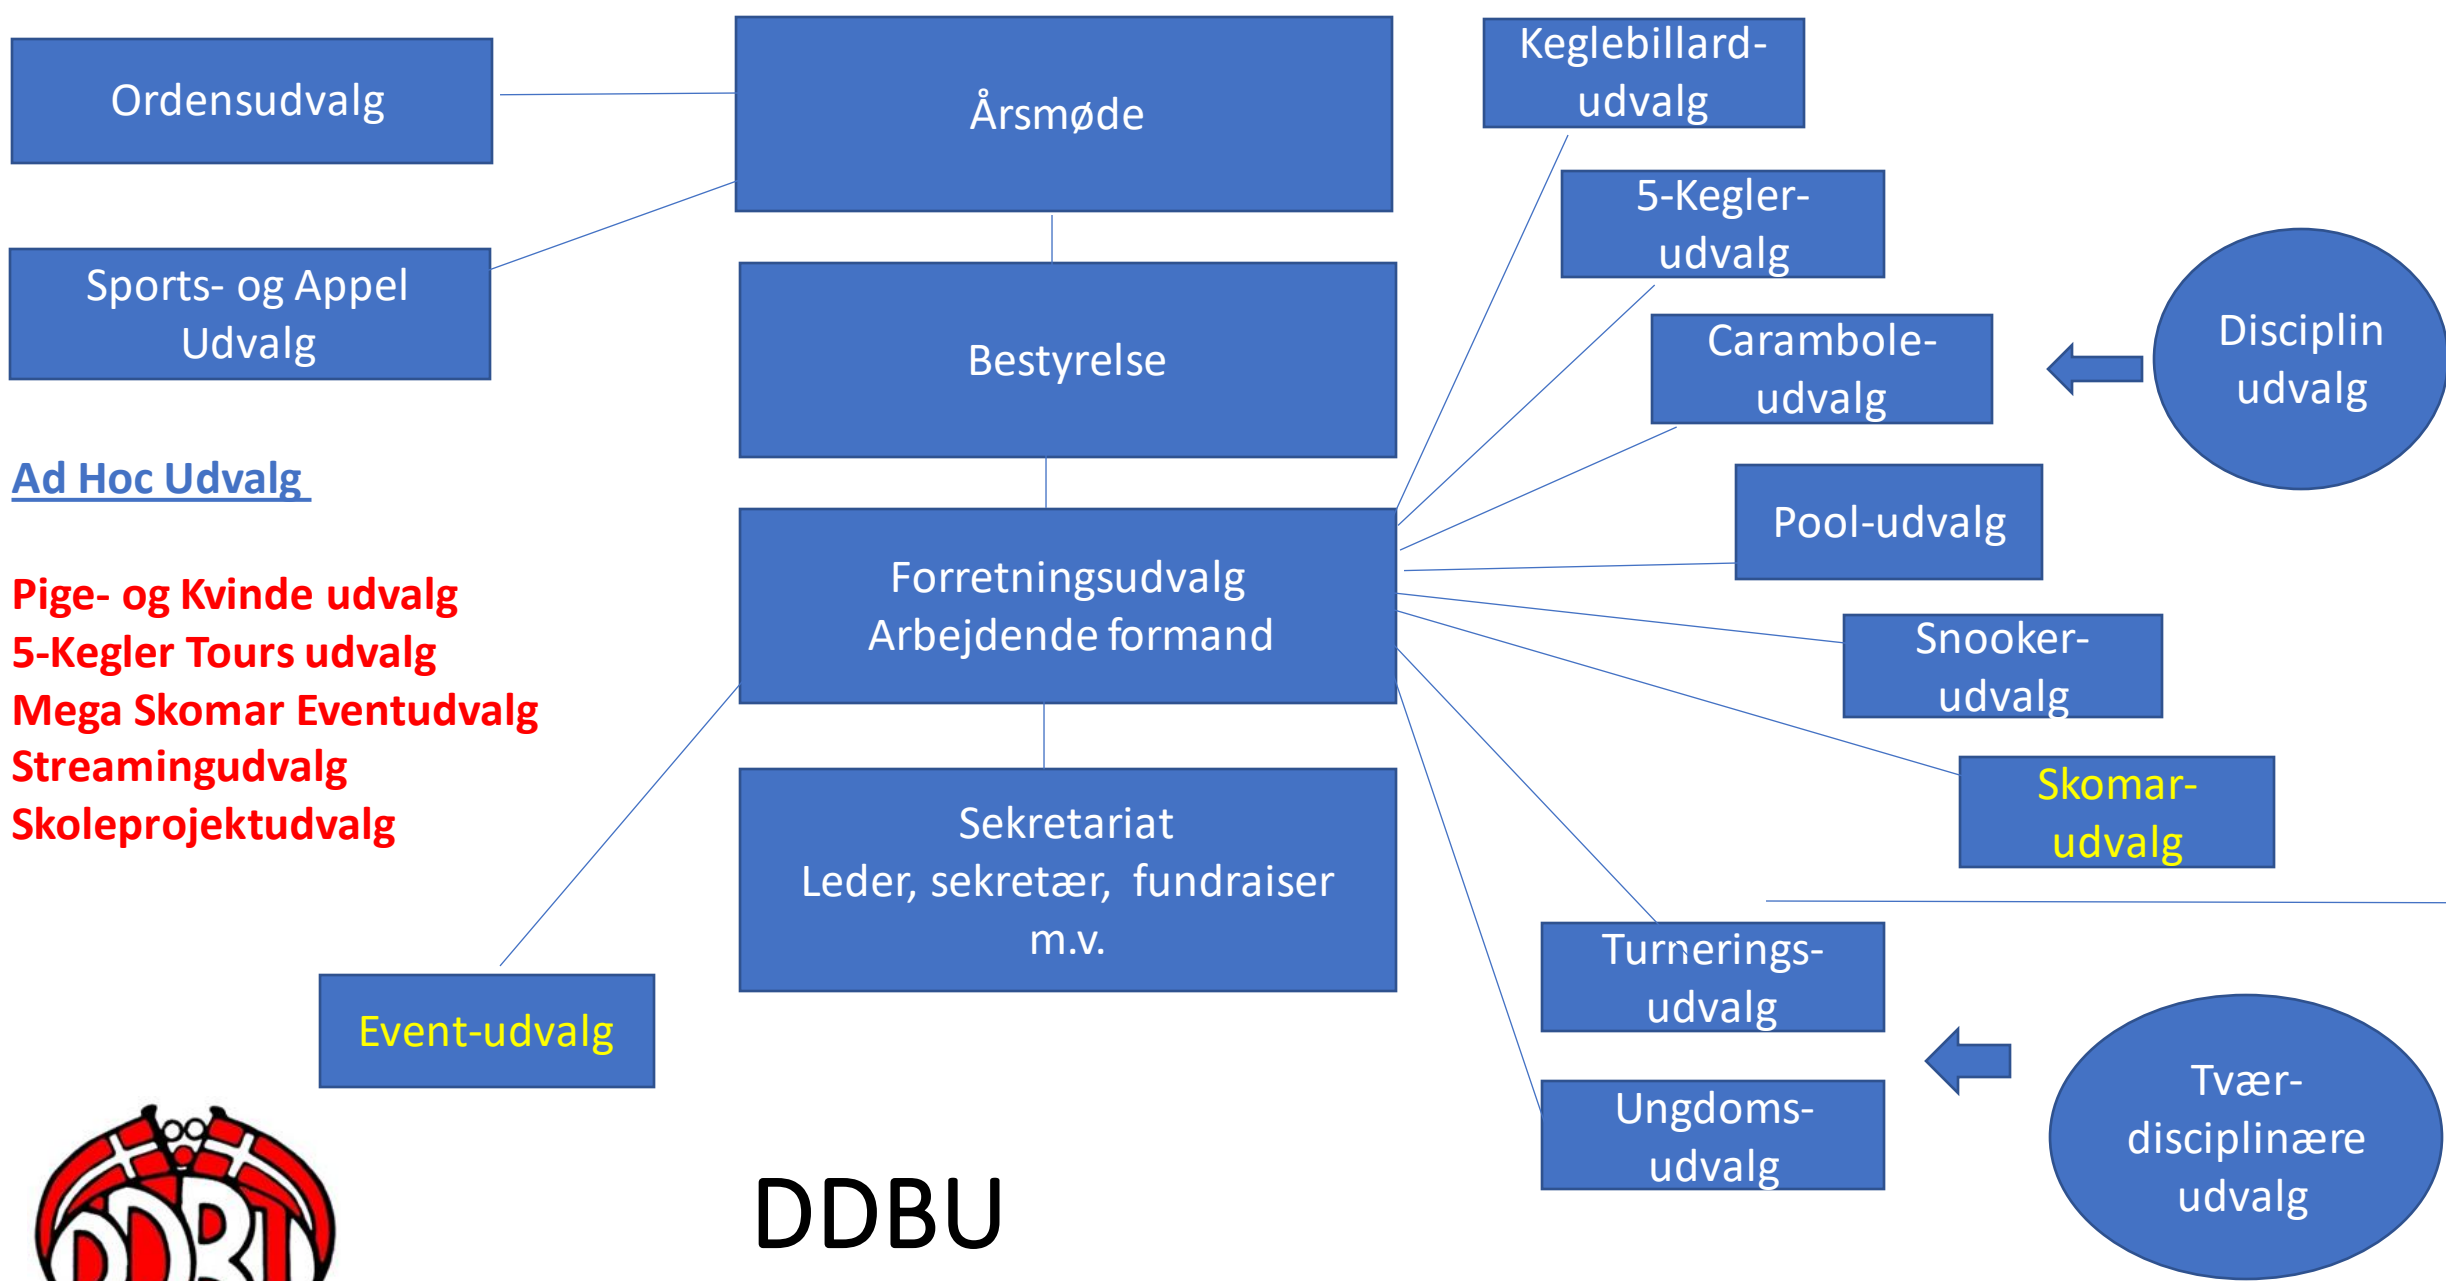 Ordensudvalg
Årsmøde
Keglebillard-
udvalg
5-Kegler-
udvalg
Sports- og Appel
Udvalg
Bestyrelse
Carambole-
udvalg
Disciplin
udvalg
Ad Hoc Udvalg
Pige- og Kvinde udvalg
5-Kegler Tours udvalg
Mega Skomar Eventudvalg
Streamingudvalg
Skoleprojektudvalg
Forretningsudvalg
Arbejdende formand
Pool-udvalg
Snooker-
udvalg
Skomar-
udvalg
Sekretariat
Leder, sekretær, fundraiser
m.v.
Event-udvalg
Turnerings-
udvalg
Ungdoms-
udvalg
Tvær-
disciplinære
udvalg
DDBU